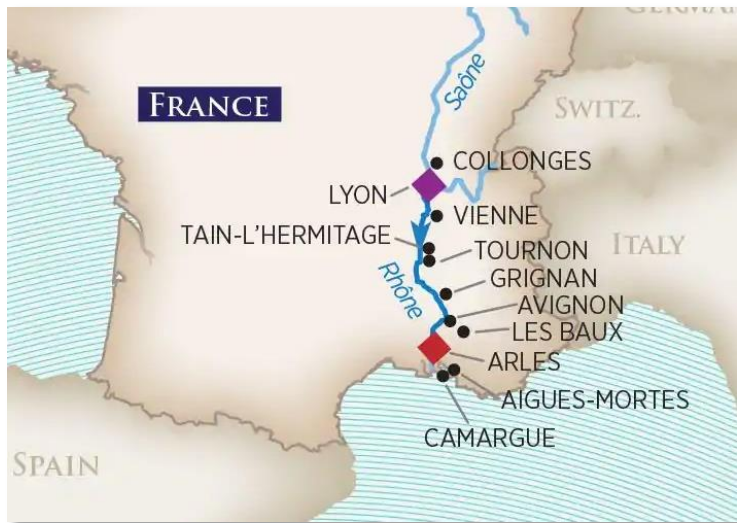 GERMANY
Saône
FRANCE
SWITZ.
COLLONGES
LYON
VIENNE
TAIN-L'HERMITAGE
TOURNON
ITALY
Rhône
GRIGNAN
AVIGNON
LES BAUX
ARLES
AIGUES-MORTES
CAMARGUE
SPAIN